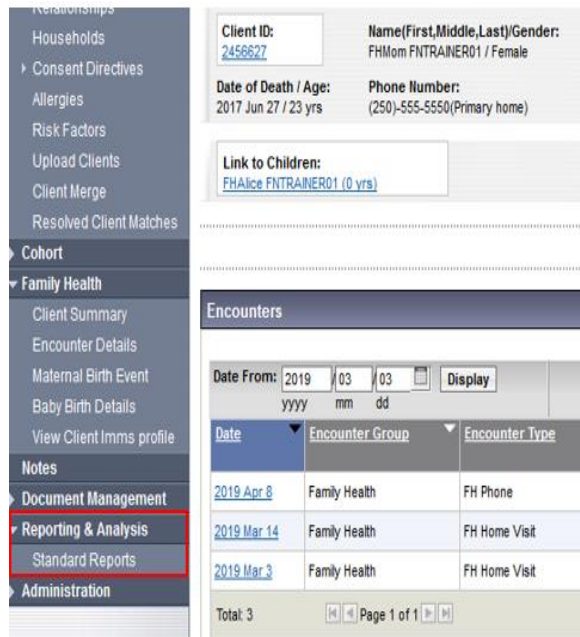 Relationships
Households
Consent Directives
Allergies
Risk Factors
Upload Clients
Client Merge
Resolved Client Matches
Cohort
Family Health
Client Summary
Encounter Details
Maternal Birth Event
Baby Birth Details
View Client Imms profile
Notes
Document Management
Reporting & Analysis
Standard Reports
Administration
Client ID:
2456627
Name(First,Middle,Last)/Gender:
FHMom FNTRAINER01 / Female
Date of Death / Age:
2017 Jun 27 / 23 yrs
Phone Number:
(250)-555-5550(Primary home)
Link to Children:
FHAlice FNTRAINER01 (0 yrs)
Encounters
Date From: 2019 / 03 / 03 Display
yyyy mm dd
Date Encounter Group Encounter Type
2019 Apr 8 Family Health FH Phone
2019 Mar 14 Family Health FH Home Visit
2019 Mar 3 Family Health FH Home Visit
Total: 3 Page 1 of 1